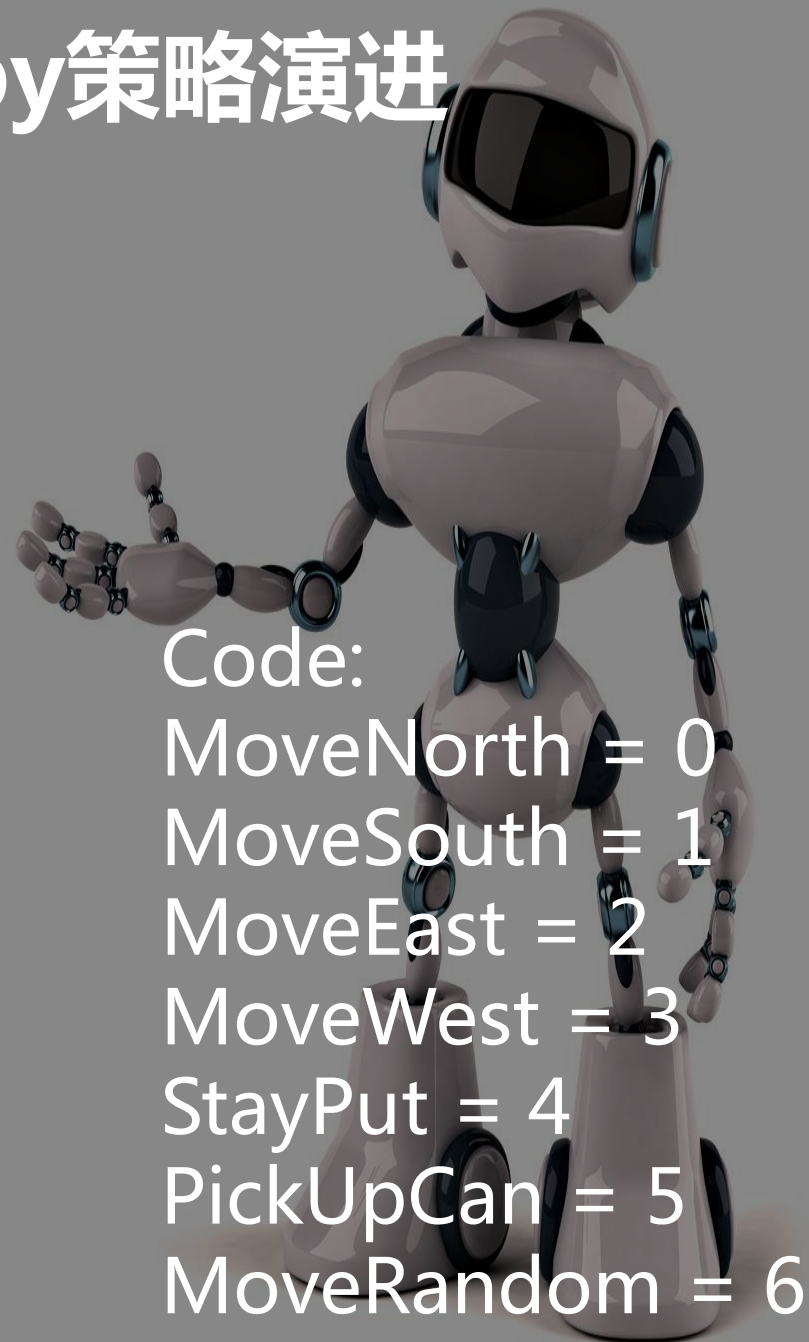 by策略演进
Code:
MoveNorth = 0
MoveSouth = 1
MoveEast = 2
MoveWest = 3
StayPut = 4
PickUpCan = 5
MoveRandom = 6